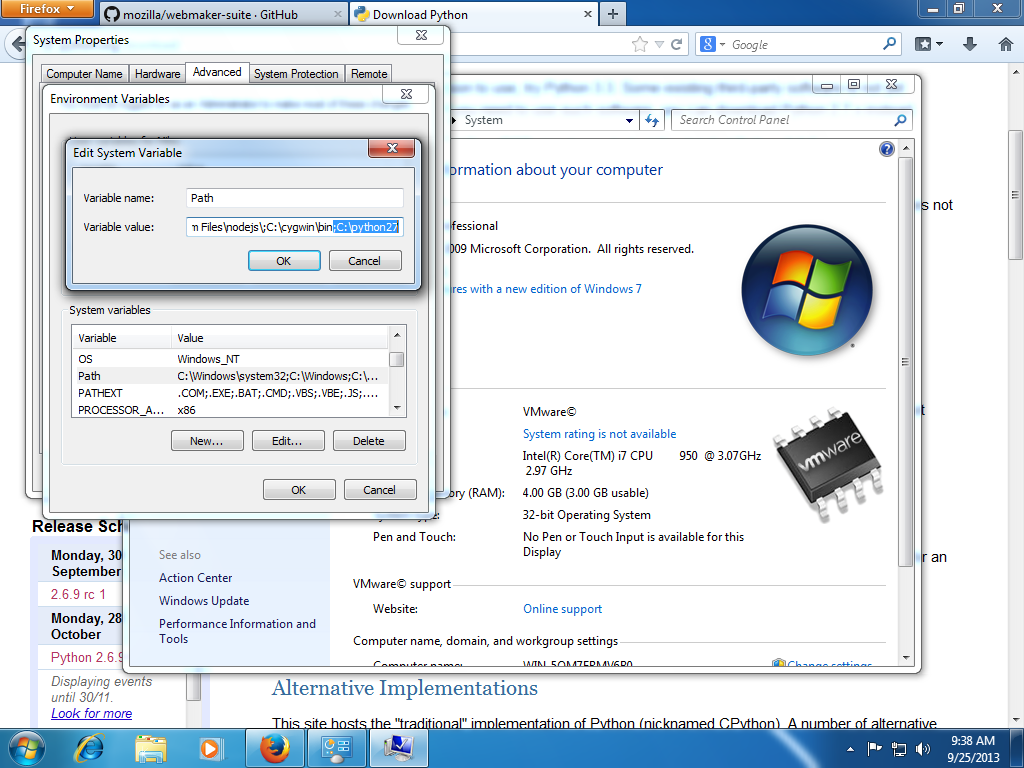 Firefox
mozilla/webmaker-suite · GitHub
Download Python
Google
System Properties
Computer Name
Hardware
Advanced
System Protection
Remote
Environment Variables
System
Search Control Panel
Edit System Variable
Variable name:
Path
Variable value:
m Files\nodejs\;C:\cygwin\bin;C:\python27
OK
Cancel
System variables
Variable
Value
OS
Windows_NT
Path
C:\Windows\system32;C:\Windows;C:\...
PATHEXT
.COM;.EXE;.BAT;.CMD;.VBS;.VBE;.JS;....
PROCESSOR_A...
x86
New...
Edit...
Delete
OK
Cancel
ormation about your computer
fessional
009 Microsoft Corporation. All rights reserved.
res with a new edition of Windows 7
s not
VMware©
System rating is not available
Intel(R) Core(TM) i7 CPU 950 @ 3.07GHz
2.97 GHz
ory (RAM):
4.00 GB (3.00 GB usable)
32-bit Operating System
Pen and Touch:
No Pen or Touch Input is available for this
Display
vmware
VMware© support
Website:
Online support
Computer name, domain, and workgroup settings
Computer name:
Change settings
r an
See also
Action Center
Windows Update
Performance Information and
Tools
Release Sch
Monday, 30
September
2.6.9 rc 1
Monday, 28
October
Python 2.6.9
Displaying events
until 30/11.
Look for more
Alternative Implementations
This site hosts the "traditional" implementation of Python (nicknamed CPython). A number of alternative
9:38 AM
9/25/2013